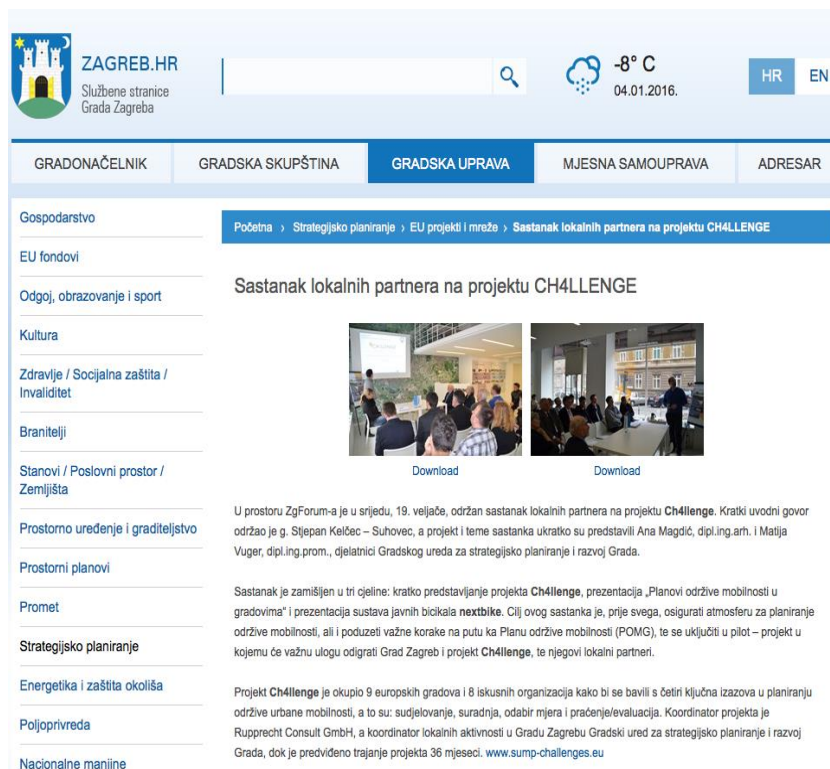 ZAGREB.HR
Službene stranice
Grada Zagreba
-8° C
04.01.2016.
HR
EN
GRADONAČELNIK
GRADSKA SKUPŠTINA
GRADSKA UPRAVA
MJESNA SAMOUPRAVA
ADRESAR
Gospodarstvo
EU fondovi
Odgoj, obrazovanje i sport
Kultura
Zdravlje / Socijalna zaštita /
Invaliditet
Branitelji
Stanovi / Poslovni prostor /
Zemljišta
Prostorno uređenje i graditeljstvo
Prostorni planovi
Promet
Strategijsko planiranje
Energetika i zaštita okoliša
Poljoprivreda
Nacionalne manjine
Početna › Strategijsko planiranje › EU projekti i mreže › Sastanak lokalnih partnera na projektu CH4LLENGE
Sastanak lokalnih partnera na projektu CH4LLENGE
Download
Download
U prostoru ZgForum-a je u srijedu, 19. veljače, održan sastanak lokalnih partnera na projektu Ch4llenge. Kratki uvodni govor
održao je g. Stjepan Kelčec – Suhovec, a projekt i teme sastanka ukratko su predstavili Ana Magdić, dipl.ing.arh. i Matija
Vuger, dipl.ing.prom., djelatnici Gradskog ureda za strategijsko planiranje i razvoj Grada.
Sastanak je zamišljen u tri cjeline: kratko predstavljanje projekta Ch4llenge, prezentacija „Planovi održive mobilnosti u
gradovima“ i prezentacija sustava javnih bicikala nextbike. Cilj ovog sastanka je, prije svega, osigurati atmosferu za planiranje
održive mobilnosti, ali i poduzeti važne korake na putu ka Planu održive mobilnosti (POMG), te se uključiti u pilot – projekt u
kojemu će važnu ulogu odigrati Grad Zagreb i projekt Ch4llenge, te njegovi lokalni partneri.
Projekt Ch4llenge je okupio 9 europskih gradova i 8 iskusnih organizacija kako bi se bavili s četiri ključna izazova u planiranju
održive urbane mobilnosti, a to su: sudjelovanje, suradnja, odabir mjera i praćenje/evaluacija. Koordinator projekta je
Rupprecht Consult GmbH, a koordinator lokalnih aktivnosti u Gradu Zagrebu Gradski ured za strategijsko planiranje i razvoj
Grada, dok je predviđeno trajanje projekta 36 mjeseci. www.sump-challenges.eu